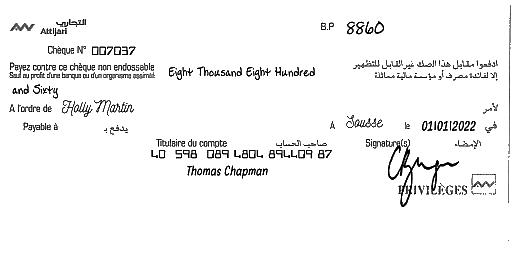 التجاري
Attijari
B.P 8860
Chèque N° 007037
Payez contre ce chèque non endossable
Seuf au profit d'une banque ou d'un organisme assimilé
Eight Thousand Eight Hundred
ادفعوا مقابل هذا الصك غير القابل للتظهير
إلا لفائدة مصرف أو مؤسسة مالية مماثلة
and Sixty
A l'ordre de Holly Martin
لأمر
Payable à
يدفع بـ
A Sousse le 01/01/2022 في
Titulaire du compte صاحب الحساب
Signature(s) الإمضاء
40 598 089 4804 894409 87
Thomas Chapman
PRIVILÈGES